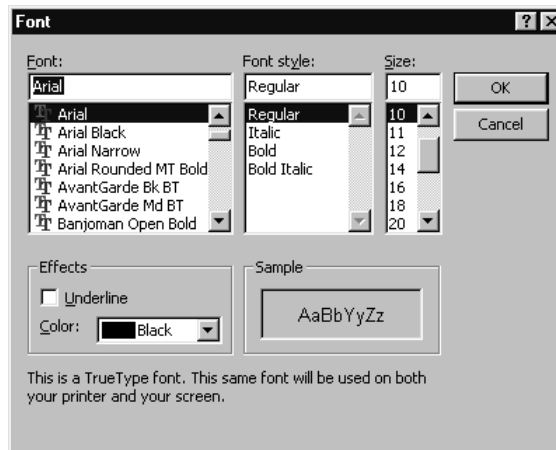 Font
Font:
Arial
Arial
Arial Black
Arial Narrow
Arial Rounded MT Bold
AvantGarde Bk BT
AvantGarde Md BT
Banjoman Open Bold
Font style:
Regular
Regular
Italic
Bold
Bold Italic
Size:
10
10
11
12
14
16
18
20
OK
Cancel
Effects
Underline
Color:
Black
Sample
AaBbYyZz
This is a TrueType font. This same font will be used on both
your printer and your screen.